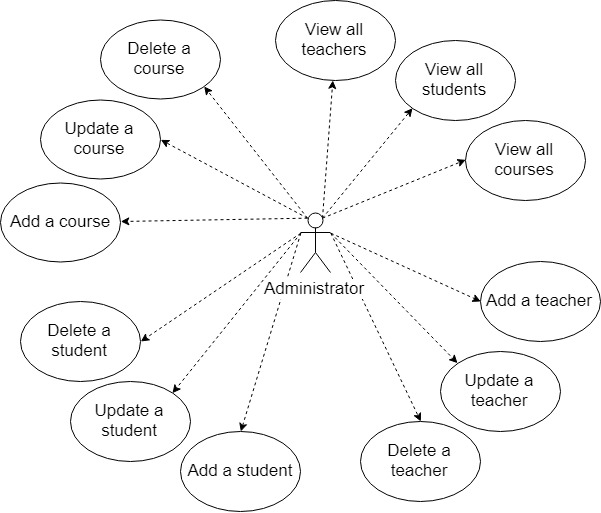 View all
teachers
Delete a
course
View all
students
Update a
course
View all
courses
Add a course
Administrator
Add a teacher
Delete a
student
Update a
teacher
Update a
student
Delete a
teacher
Add a student